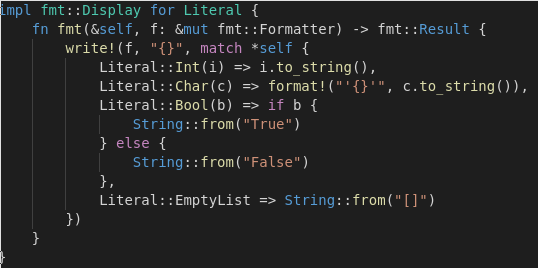 impl fmt::Display for Literal {
    fn fmt(&self, f: &mut fmt::Formatter) -> fmt::Result {
        write!(f, "{}", match *self {
            Literal::Int(i) => i.to_string(),
            Literal::Char(c) => format!("'{}'", c.to_string()),
            Literal::Bool(b) => if b {
                String::from("True")
            } else {
                String::from("False")
            },
            Literal::EmptyList => String::from("[]")
        })
    }
}